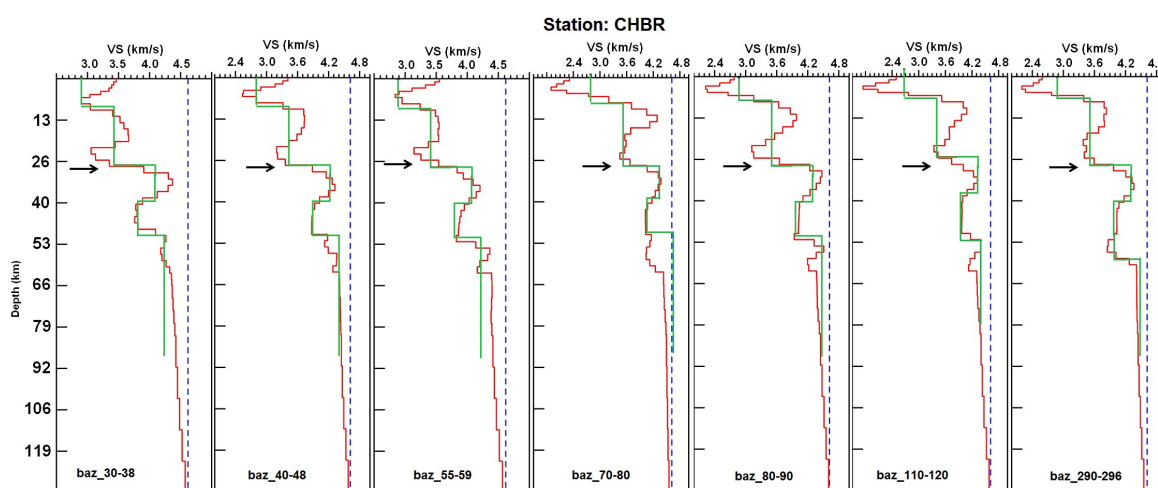 Station: CHBR
VS (km/s) VS (km/s) VS (km/s) VS (km/s) VS (km/s) VS (km/s) VS (km/s)
3.0 3.5 4.0 4.5 2.4 3.0 3.6 4.2 4.8 3.0 3.5 4.0 4.5 2.4 3.0 3.6 4.2 4.8 2.4 3.0 3.6 4.2 4.8 2.4 3.0 3.6 4.2 4.8 2.4 3.0 3.6 4.2 4.
13
26
40
53
Depth (km)
66
79
92
106
119
baz_30-38 baz_40-48 baz_55-59 baz_70-80 baz_80-90 baz_110-120 baz_290-296